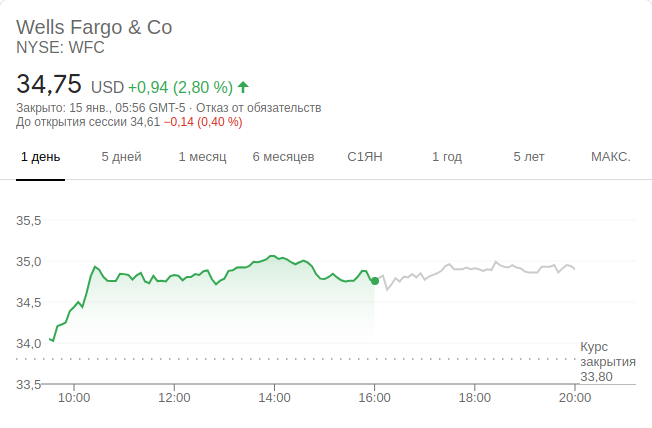 Wells Fargo & Co
NYSE: WFC
34,75 USD +0,94 (2,80 %)
Закрыто: 15 янв., 05:56 GMT-5 · Отказ от обязательств
До открытия сессии 34,61 −0,14 (0,40 %)
1 день 5 дней 1 месяц 6 месяцев С1ЯН 1 год 5 лет МАКС.
35,5
35,0
34,5
34,0
Курс
закрытия
33,80
33,5
10:00 12:00 14:00 16:00 18:00 20:00